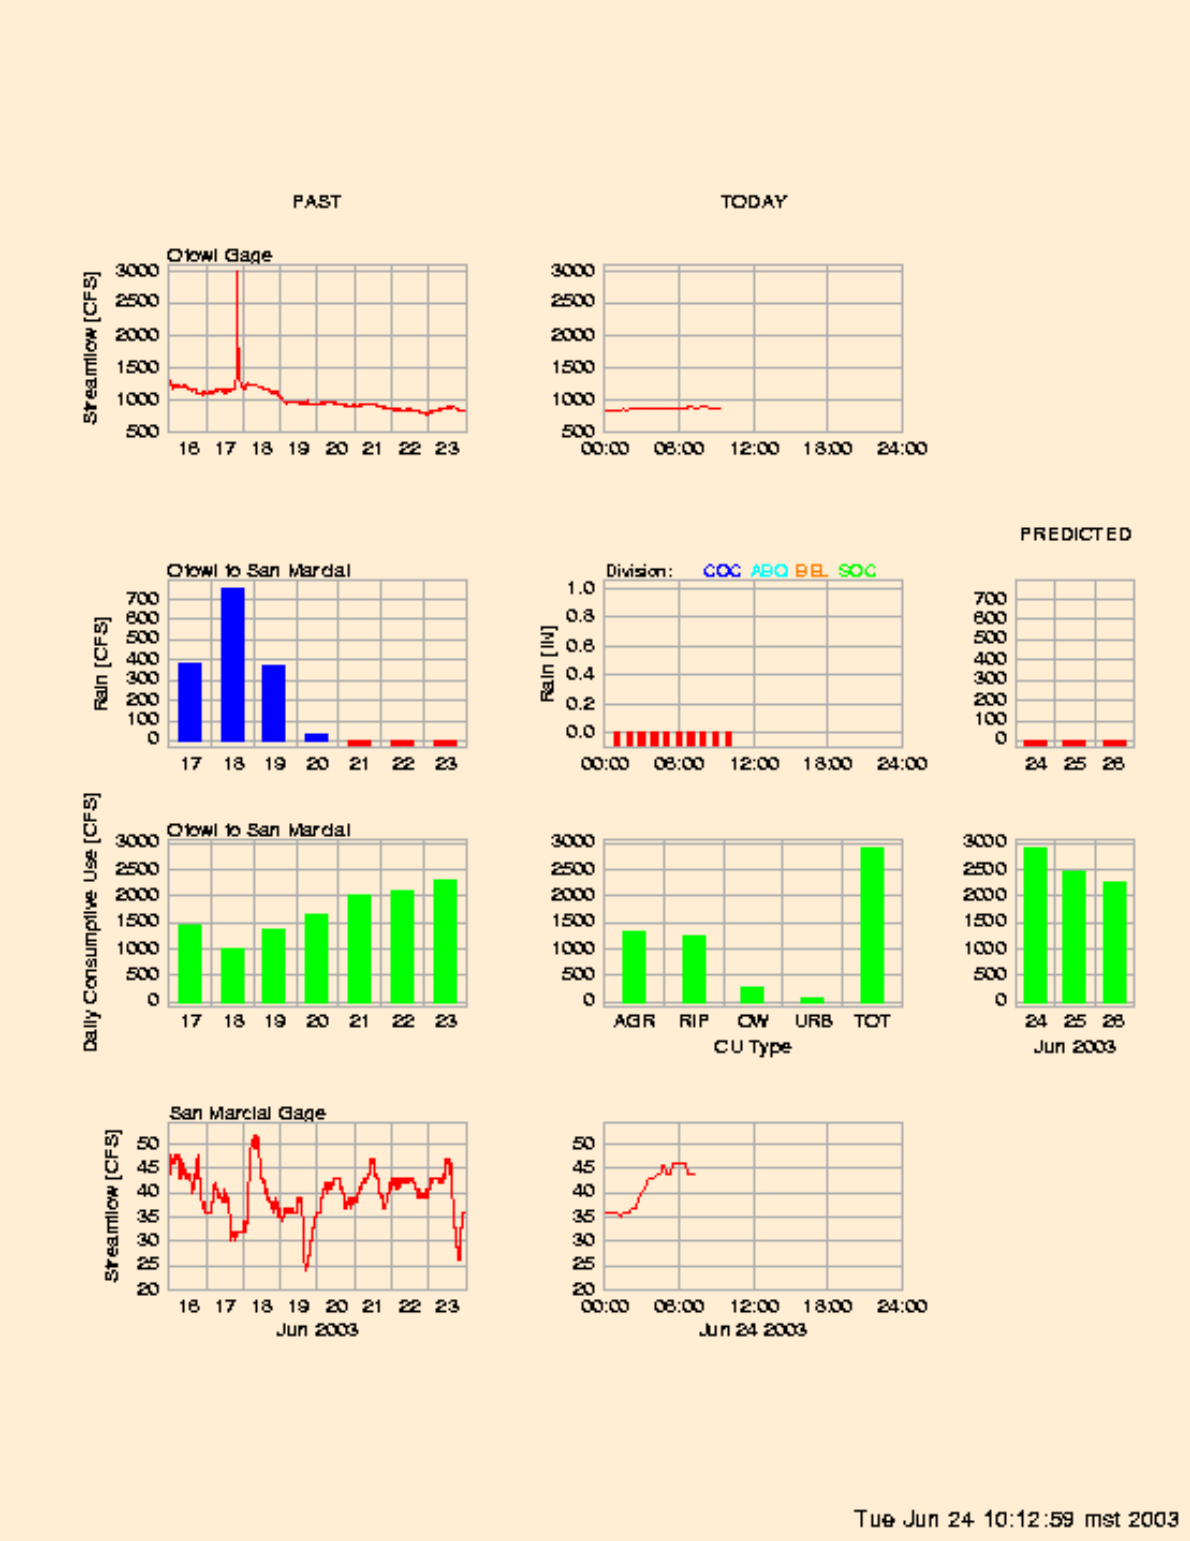 PAST TODAY
Otowi Gage
Streamflow [CFS]
3000 2500 2000 1500 1000 500
16 17 18 19 20 21 22 23
3000 2500 2000 1500 1000 500
00:00 06:00 12:00 18:00 24:00
PREDICTED
Otowi to San Marcial
Rain [CFS]
700 600 500 400 300 200 100 0
17 18 19 20 21 22 23
Division: COC ABQ BEL SOC
Rain [IN]
1.0 0.8 0.6 0.4 0.2 0.0
00:00 06:00 12:00 18:00 24:00
700 600 500 400 300 200 100 0
24 25 26
Otowi to San Marcial
Daily Consumptive Use [CFS]
3000 2500 2000 1500 1000 500 0
17 18 19 20 21 22 23
3000 2500 2000 1500 1000 500 0
AGR RIP OW URB TOT
CU Type
3000 2500 2000 1500 1000 500 0
24 25 26
Jun 2003
San Marcial Gage
Streamflow [CFS]
50 45 40 35 30 25 20
16 17 18 19 20 21 22 23
Jun 2003
50 45 40 35 30 25 20
00:00 06:00 12:00 18:00 24:00
Jun 24 2003
Tue Jun 24 10:12:59 mst 2003